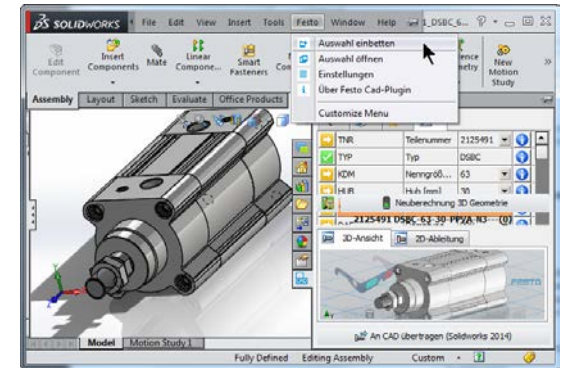 SOLIDWORKS File Edit View Insert Tools Festo Window Help
Edit Component
Insert Components
Mate
Linear Compone...
Smart Fasteners
New Motion Study
Auswahl einbetten
Auswahl öffnen
Einstellungen
Über Festo Cad-Plugin
Customize Menu
Assembly Layout Sketch Evaluate Office Products
TNR Teilenummer 2125491
TYP Typ DSBC
KDM Nenngröß... 63
HUB Hub [mm] 30
Neuberechnung 3D Geometrie
2125491 DSBC-63-30-PPVA-N3
3D-Ansicht 2D-Ableitung
FESTO
An CAD übertragen (Solidworks 2014)
Model Motion Study 1
Fully Defined Editing Assembly Custom